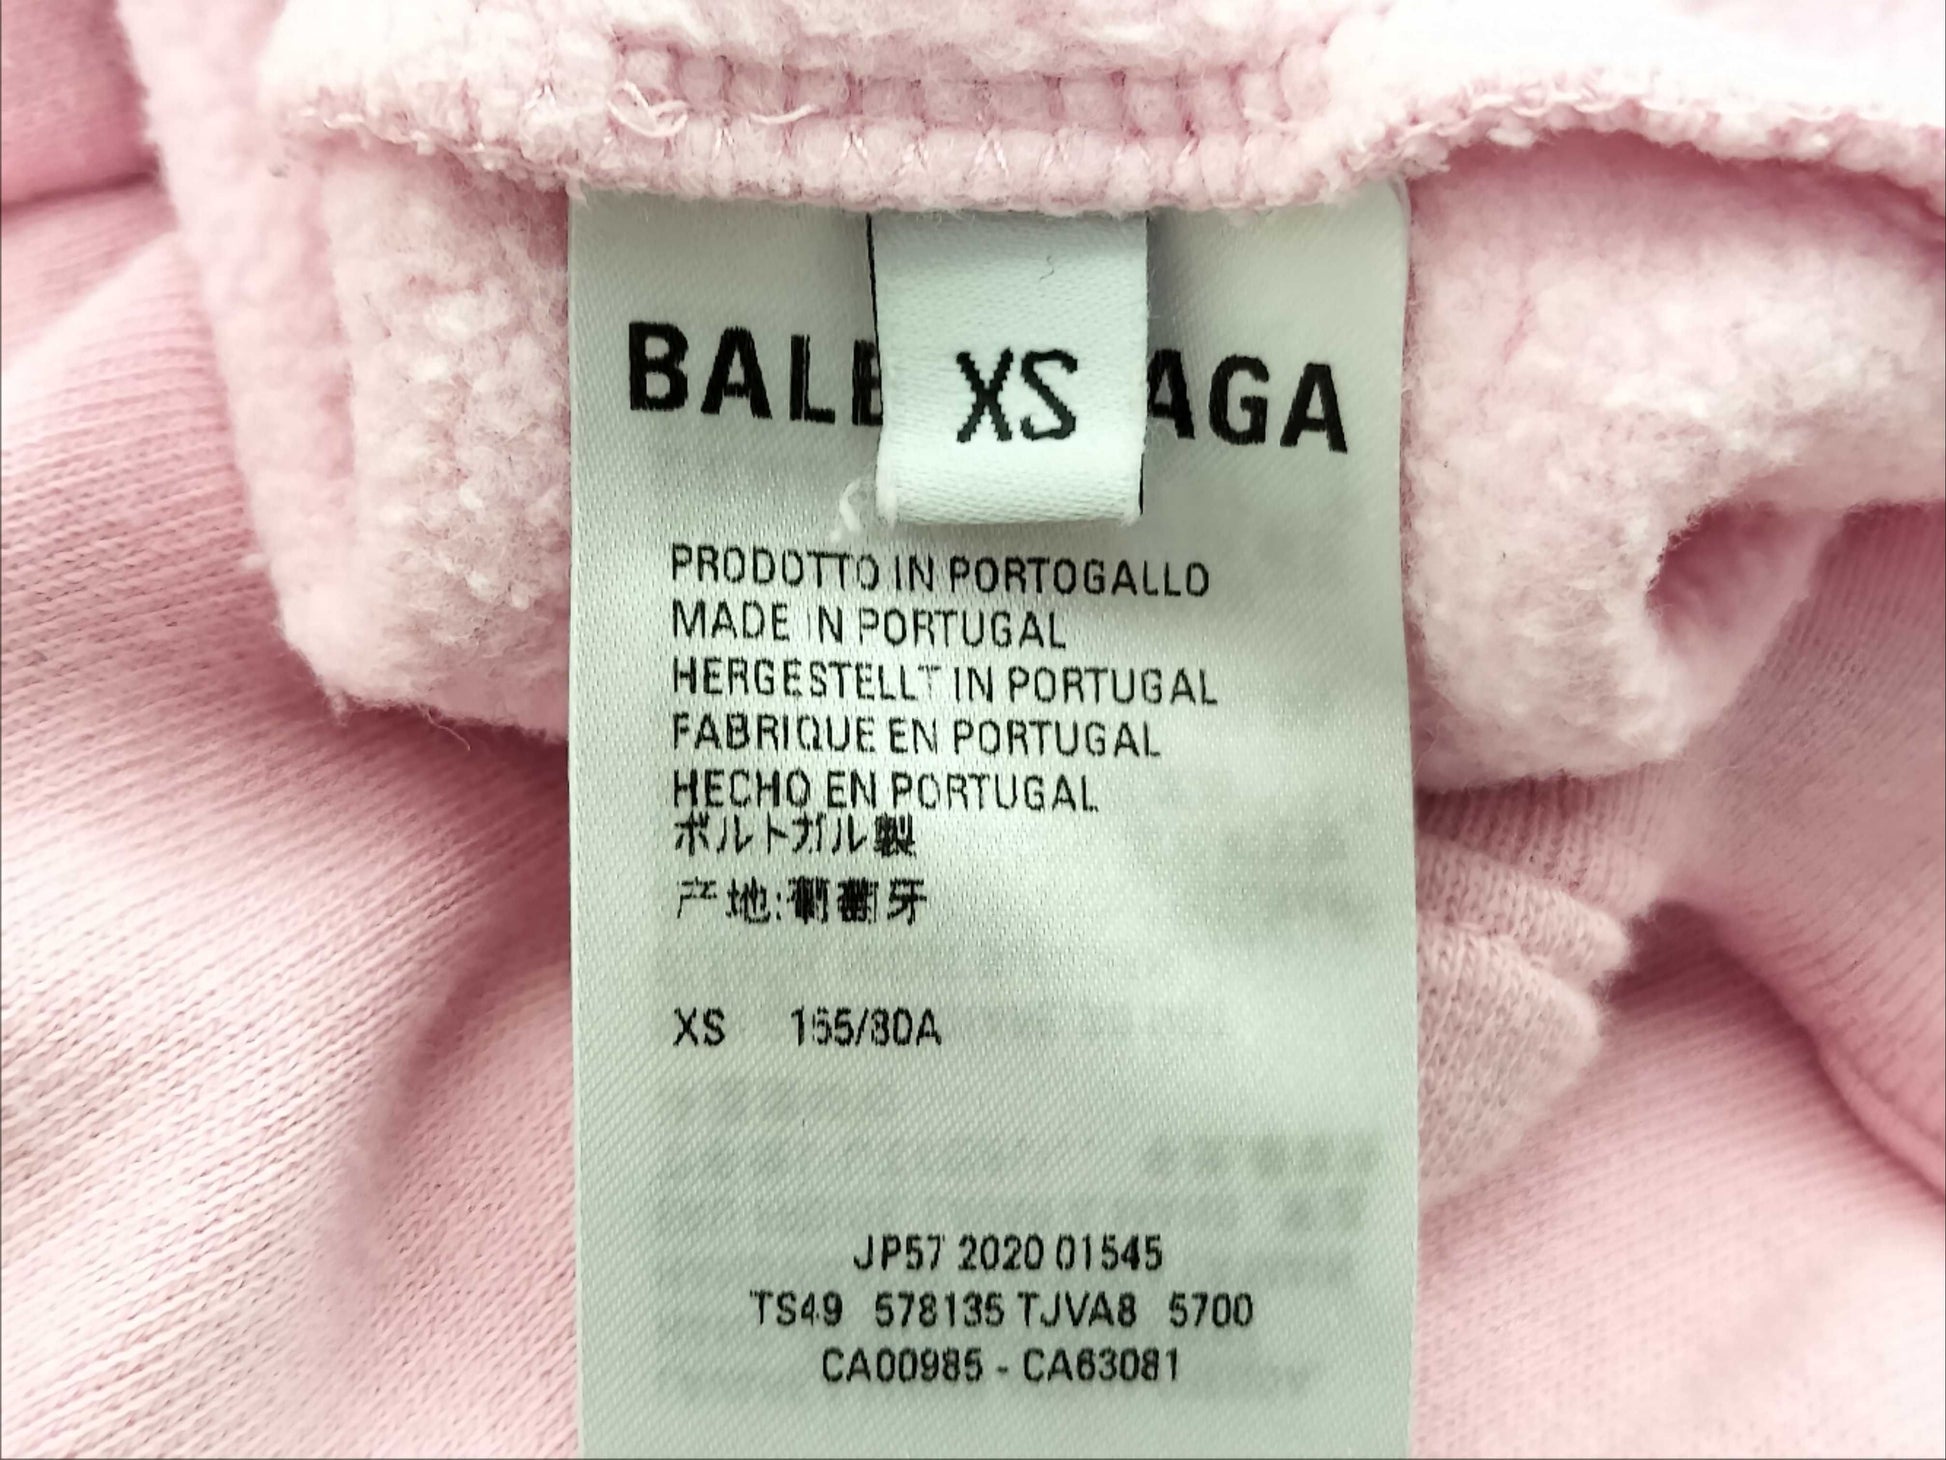 BALE AGA
XS
PRODOTTO IN PORTOGALLO
MADE IN PORTUGAL
HERGESTELLT IN PORTUGAL
FABRIQUE EN PORTUGAL
HECHO EN PORTUGAL
ポルトガル製
产地:葡萄牙
XS 165/80A
JP57 2020 01545
TS49 578135 TJVA8 5700
CA00985 - CA63081